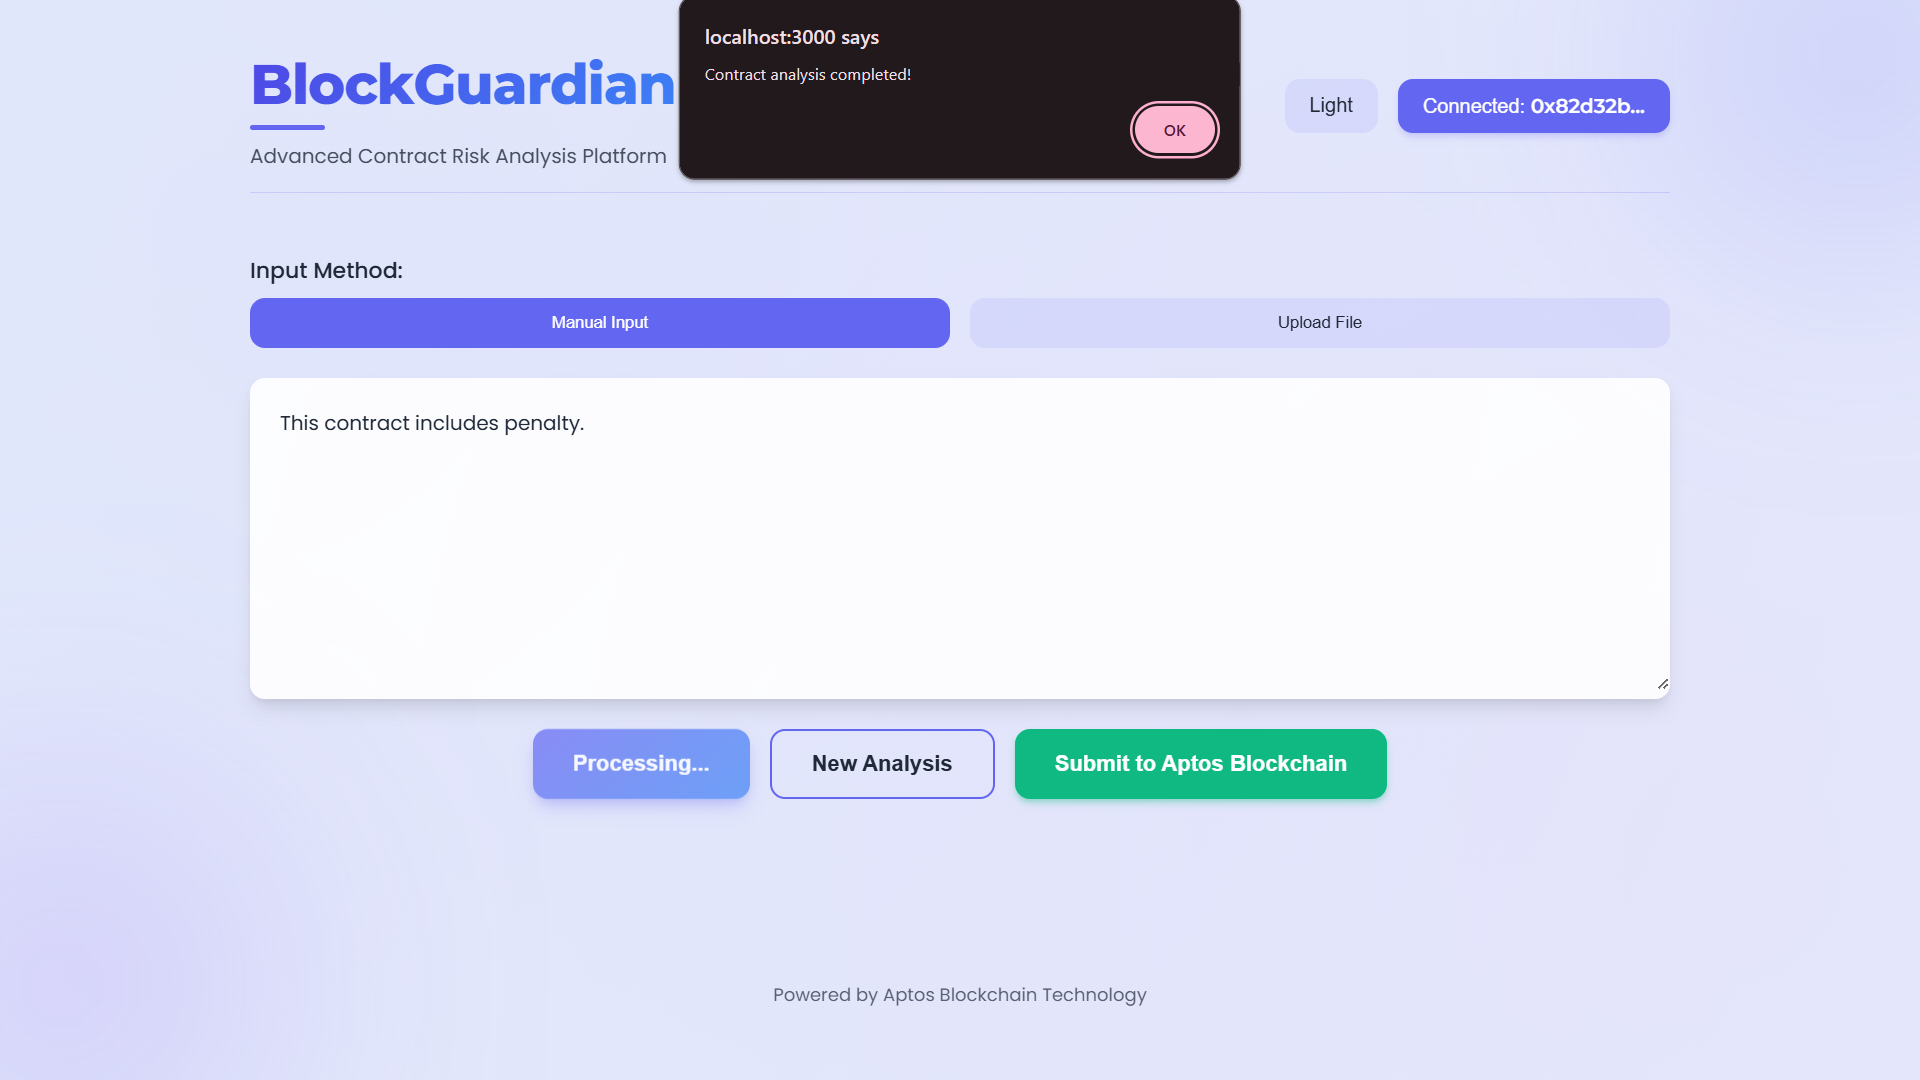 localhost:3000 says
Contract analysis completed!
OK
BlockGuardian
Advanced Contract Risk Analysis Platform
Light
Connected: 0x82d32b...
Input Method:
Manual Input
Upload File
This contract includes penalty.
Processing...
New Analysis
Submit to Aptos Blockchain
Powered by Aptos Blockchain Technology